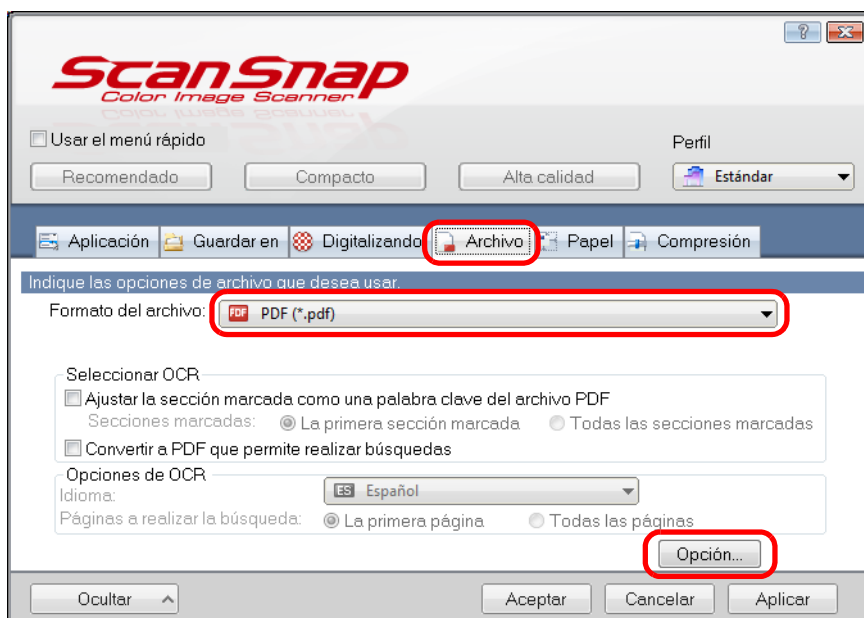 ScanSnap
Color Image Scanner
Usar el menú rápido
Perfil
Recomendado Compacto Alta calidad Estándar
Aplicación Guardar en Digitalizando Archivo Papel Compresión
Indique las opciones de archivo que desea usar.
Formato del archivo: PDF PDF (*.pdf)
Seleccionar OCR
Ajustar la sección marcada como una palabra clave del archivo PDF
Secciones marcadas: La primera sección marcada Todas las secciones marcadas
Convertir a PDF que permite realizar búsquedas
Opciones de OCR
Idioma: ES Español
Páginas a realizar la búsqueda: La primera página Todas las páginas
Opción...
Ocultar Aceptar Cancelar Aplicar